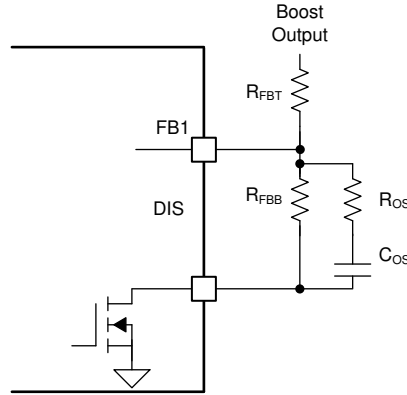 Boost
Output
R_FBT
FB1
R_FBB
R_OS
DIS
C_OS